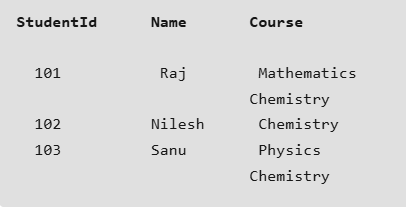 StudentId Name Course
101 Raj Mathematics
Chemistry
102 Nilesh Chemistry
103 Sanu Physics
Chemistry